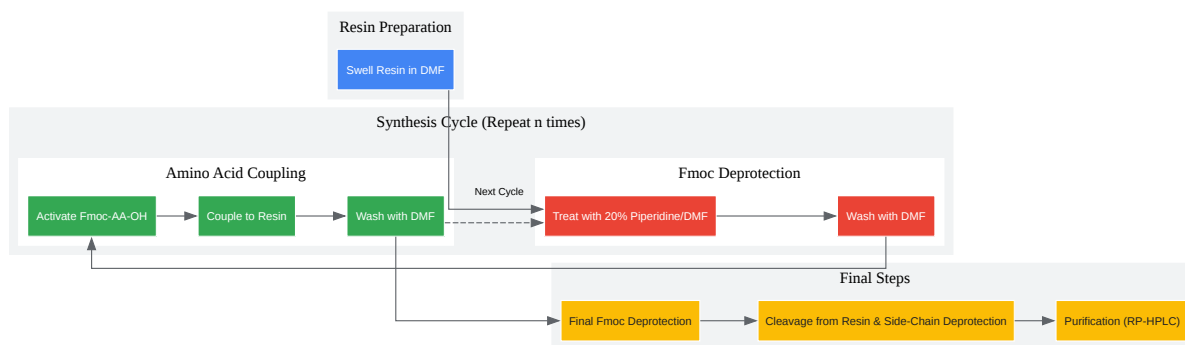 Resin Preparation
Swell Resin in DMF
Synthesis Cycle (Repeat n times)
Amino Acid Coupling
Fmoc Deprotection
Next Cycle
Activate Fmoc-AA-OH
Couple to Resin
Wash with DMF
Treat with 20% Piperidine/DMF
Wash with DMF
Final Steps
Final Fmoc Deprotection
Cleavage from Resin & Side-Chain Deprotection
Purification (RP-HPLC)